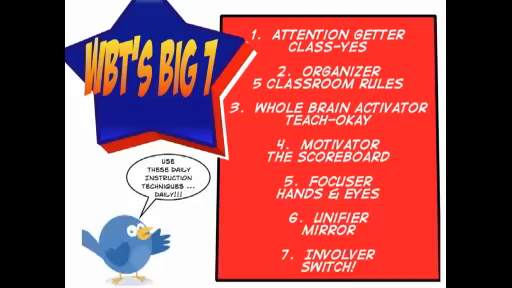 WBT'S BIG 7
1. ATTENTION GETTER
CLASS-YES
2. ORGANIZER
5 CLASSROOM RULES
3. WHOLE BRAIN ACTIVATOR
TEACH-OKAY
4. MOTIVATOR
THE SCOREBOARD
5. FOCUSER
HANDS & EYES
6. UNIFIER
MIRROR
7. INVOLVER
SWITCH!
USE
THESE DAILY
INSTRUCTION
TECHNIQUES ...
DAILY!!!